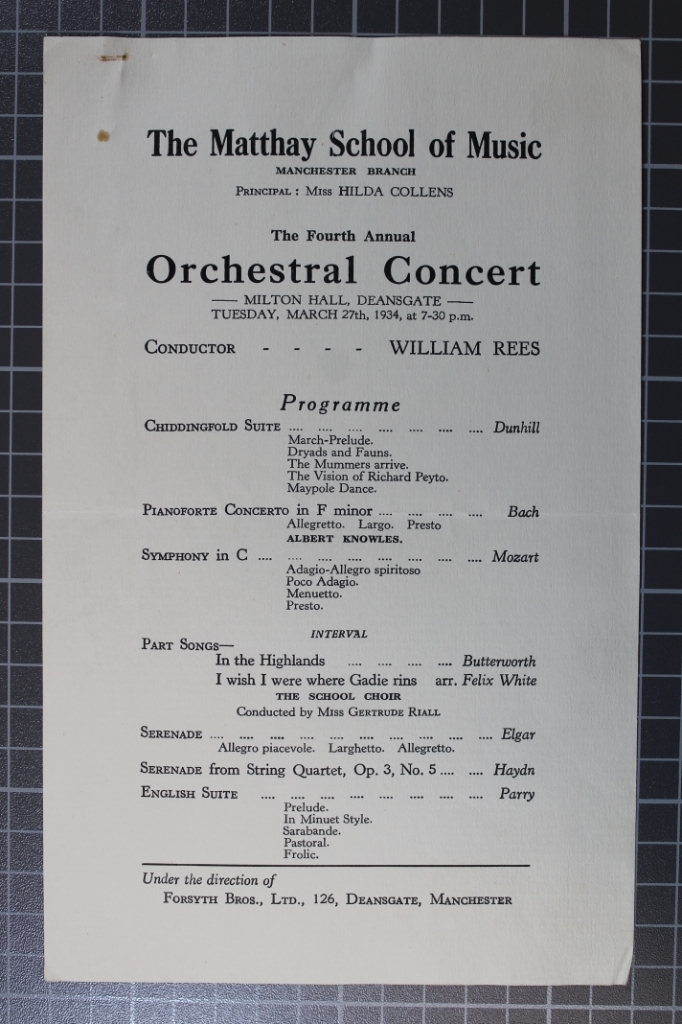 The Matthay School of Music
MANCHESTER BRANCH
PRINCIPAL : MISS HILDA COLLENS
The Fourth Annual
Orchestral Concert
—— MILTON HALL, DEANSGATE ——
TUESDAY, MARCH 27th, 1934, at 7-30 p.m.
CONDUCTOR - - - - WILLIAM REES
Programme
CHIDDINGFOLD SUITE .... .... .... .... .... .... .... Dunhill
March-Prelude.
Dryads and Fauns.
The Mummers arrive.
The Vision of Richard Peyto.
Maypole Dance.
PIANOFORTE CONCERTO in F minor .... .... .... .... Bach
Allegretto. Largo. Presto
ALBERT KNOWLES.
SYMPHONY in C .... .... .... .... .... .... .... .... Mozart
Adagio-Allegro spiritoso
Poco Adagio.
Menuetto.
Presto.
INTERVAL
PART SONGS—
In the Highlands .... .... .... .... Butterworth
I wish I were where Gadie rins arr. Felix White
THE SCHOOL CHOIR
Conducted by MISS GERTRUDE RIALL
SERENADE .... .... .... .... .... .... .... .... .... .... Elgar
Allegro piacevole. Larghetto. Allegretto.
SERENADE from String Quartet, Op. 3, No. 5 .... .... Haydn
ENGLISH SUITE .... .... .... .... .... .... .... .... Parry
Prelude.
In Minuet Style.
Sarabande.
Pastoral.
Frolic.
Under the direction of
FORSYTH BROS., LTD., 126, DEANSGATE, MANCHESTER